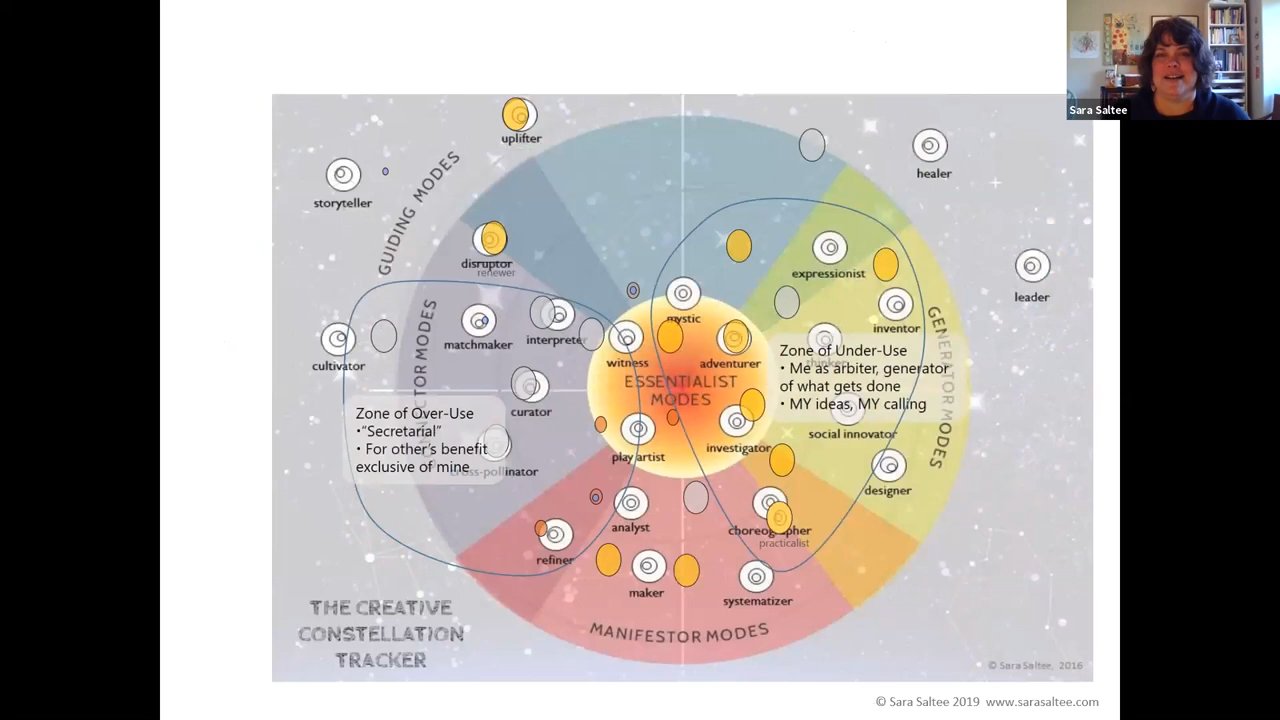 Sara Saltee
uplifter
healer
storyteller
GUIDING MODES
disruptor
renewer
expressionist
leader
mystic
inventor
matchmaker
interpreter
cultivator
witness
adventurer
thinker
ESSENTIALIST
MODES
GENERATOR MODES
Zone of Under-Use
• Me as arbiter, generator
of what gets done
• MY ideas, MY calling
curator
Zone of Over-Use
•"Secretarial"
• For other's benefit
exclusive of mine
play artist
investigator
social innovator
designer
analyst
choreographer
practicalist
refiner
maker
systematizer
MANIFESTOR MODES
THE CREATIVE
CONSTELLATION
TRACKER
© Sara Saltee, 2016
© Sara Saltee 2019 www.sarasaltee.com